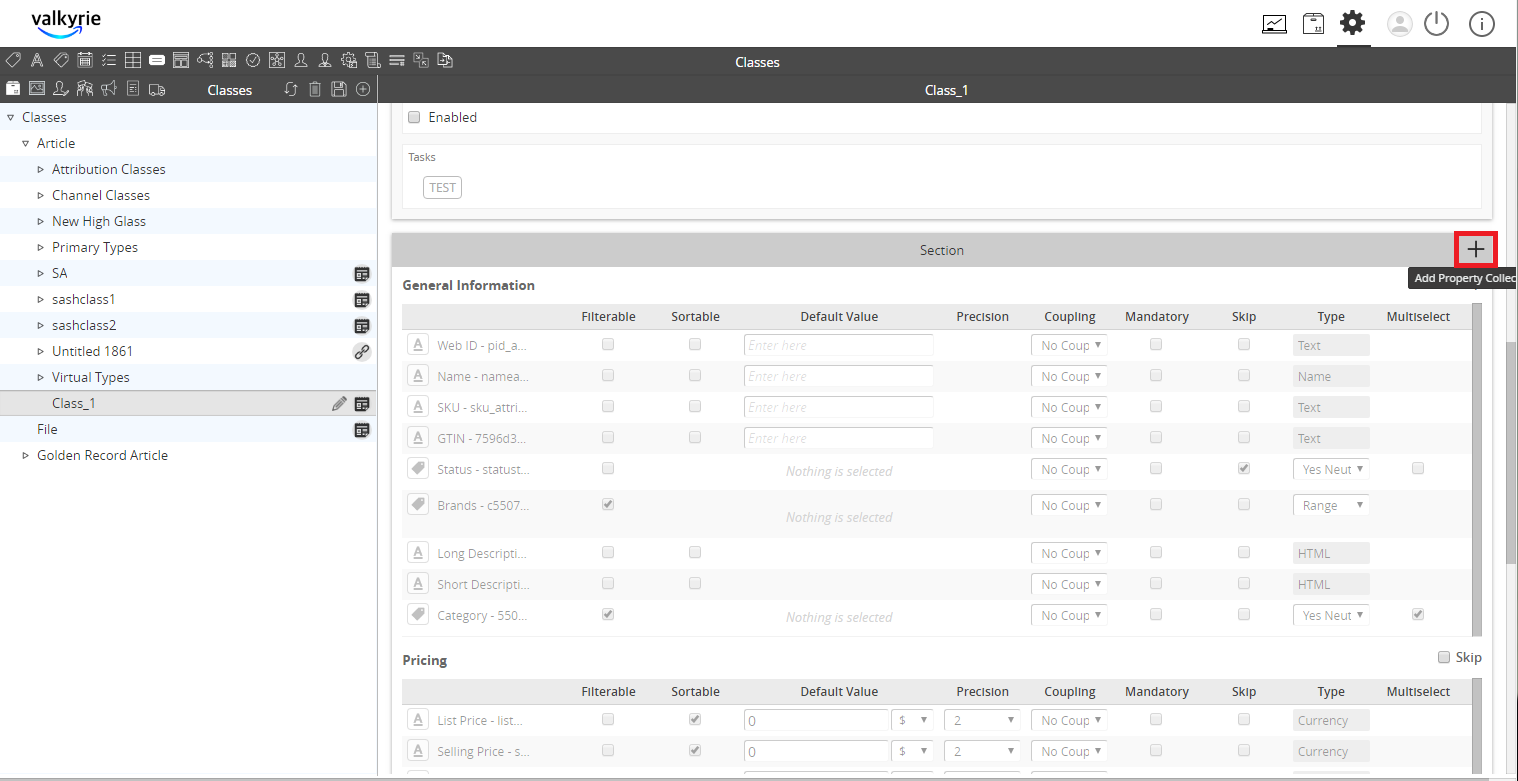 valkyrie
Classes
Classes
Class_1
Classes
Article
Attribution Classes
Channel Classes
New High Glass
Primary Types
SA
sashclass1
sashclass2
Untitled 1861
Virtual Types
Class_1
File
Golden Record Article
Enabled
Tasks
TEST
Section
Add Property Collec
General Information
Filterable Sortable Default Value Precision Coupling Mandatory Skip Type Multiselect
Web ID - pid_a... Enter here No Coup Text
Name - namea... Enter here No Coup Name
SKU - sku_attri... Enter here No Coup Text
GTIN - 7596d3... Enter here No Coup Text
Status - statust... Nothing is selected No Coup Yes Neut
Brands - c5507... Nothing is selected No Coup Range
Long Descripti... No Coup HTML
Short Descripti... No Coup HTML
Category - 550... Nothing is selected No Coup Yes Neut
Pricing Skip
Filterable Sortable Default Value Precision Coupling Mandatory Skip Type Multiselect
List Price - list... 0 $ 2 No Coup Currency
Selling Price - s... 0 $ 2 No Coup Currency